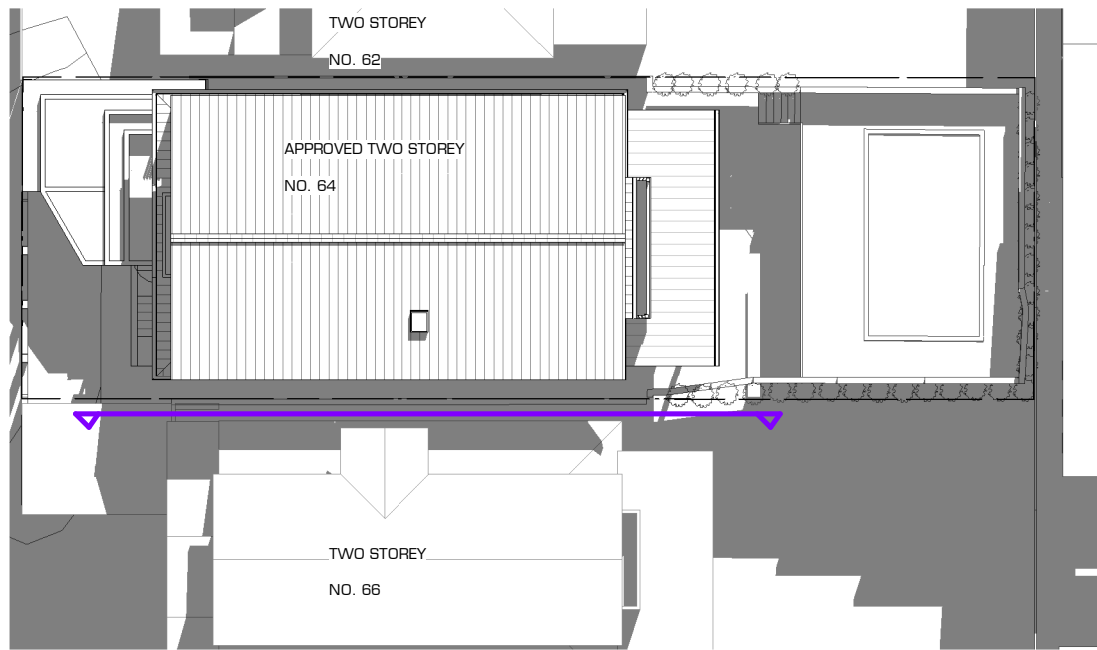 TWO STOREY
NO. 62
APPROVED TWO STOREY
NO. 64
TWO STOREY
NO. 66